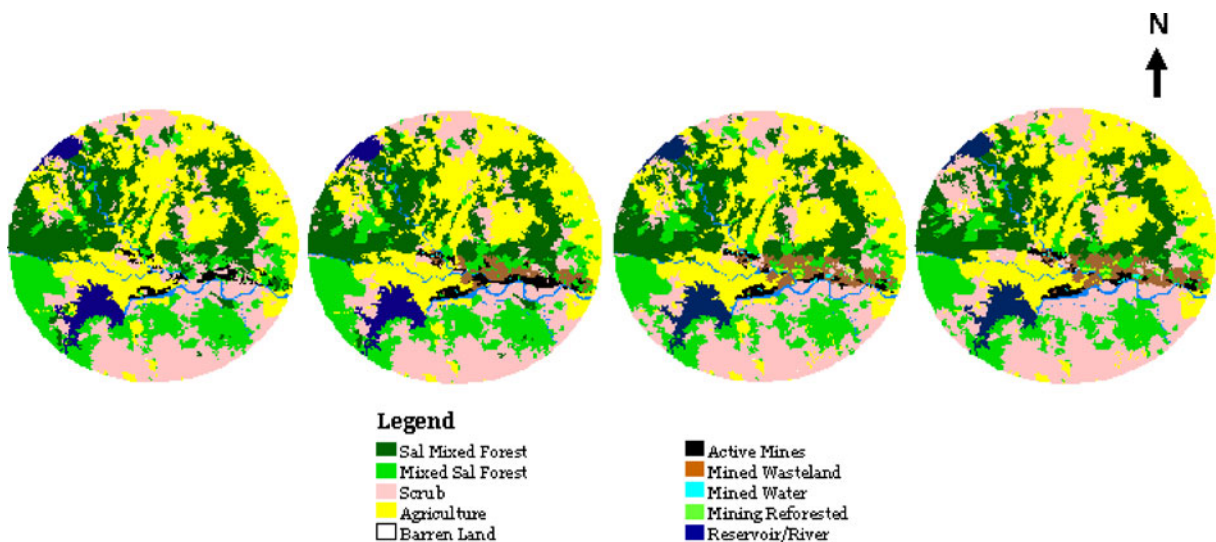 N
Legend
Sal Mixed Forest
Mixed Sal Forest
Scrub
Agriculture
Barren Land
Active Mines
Mined Wasteland
Mined Water
Mining Reforested
Reservoir/River